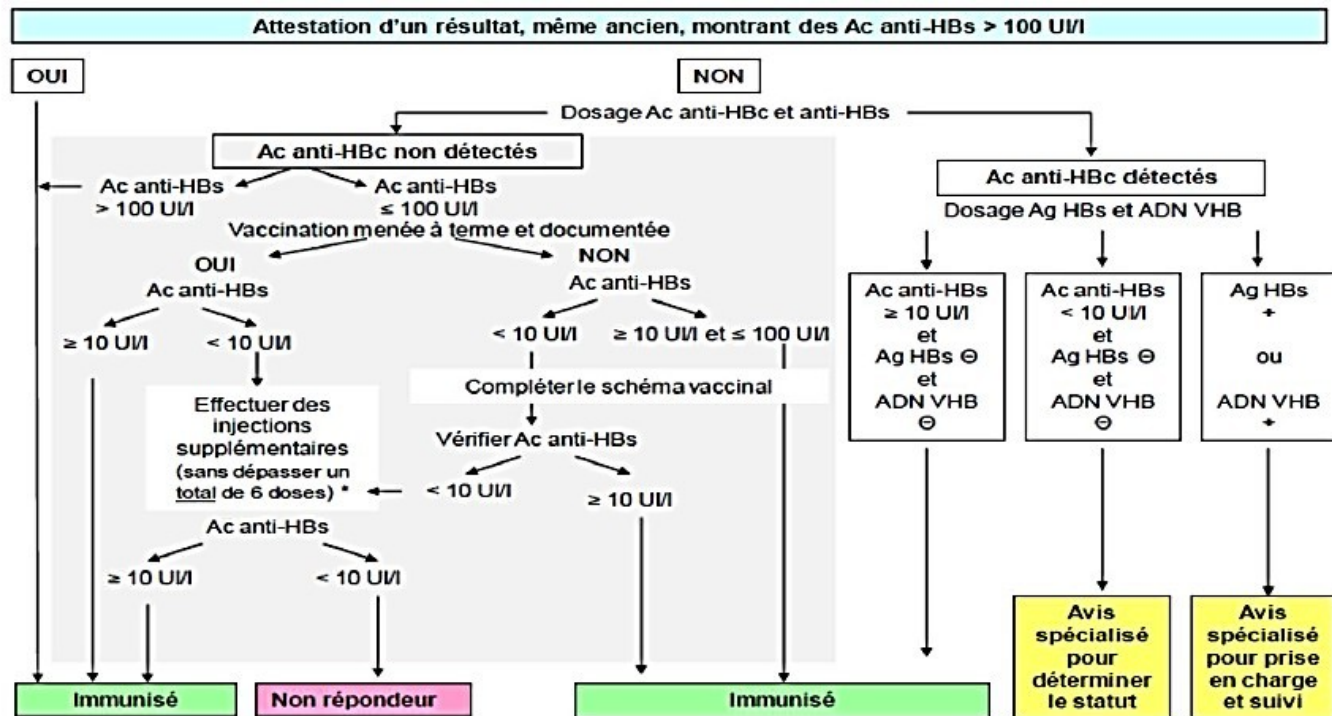 Attestation d'un résultat, même ancien, montrant des Ac anti-HBs > 100 UI/l
OUI
NON
Dosage Ac anti-HBc et anti-HBs
Ac anti-HBc non détectés
Ac anti-HBs
> 100 UI/l
Ac anti-HBs
≤ 100 UI/l
Vaccination menée à terme et documentée
OUI
Ac anti-HBs
≥ 10 UI/l
< 10 UI/l
NON
Ac anti-HBs
< 10 UI/l
≥ 10 UI/l et ≤ 100 UI/l
Effectuer des
injections
supplémentaires
(sans dépasser un
total de 6 doses) *
Compléter le schéma vaccinal
Vérifier Ac anti-HBs
< 10 UI/l
≥ 10 UI/l
Ac anti-HBs
≥ 10 UI/l
< 10 UI/l
Ac anti-HBc détectés
Dosage Ag HBs et ADN VHB
Ac anti-HBs
≥ 10 UI/l
et
Ag HBs ⊖
et
ADN VHB
⊖
Ac anti-HBs
< 10 UI/l
et
Ag HBs ⊖
et
ADN VHB
⊖
Ag HBs
+
ou
ADN VHB
+
Immunisé
Non répondeur
Immunisé
Avis
spécialisé
pour
déterminer
le statut
Avis
spécialisé
pour prise
en charge
et suivi